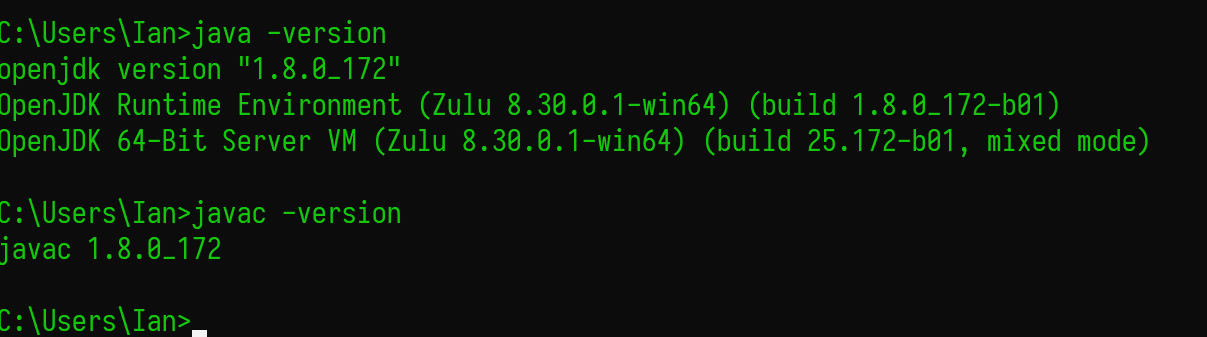 C:\Users\Ian>java -version
openjdk version "1.8.0_172"
OpenJDK Runtime Environment (Zulu 8.30.0.1-win64) (build 1.8.0_172-b01)
OpenJDK 64-Bit Server VM (Zulu 8.30.0.1-win64) (build 25.172-b01, mixed mode)
C:\Users\Ian>javac -version
javac 1.8.0_172
C:\Users\Ian>